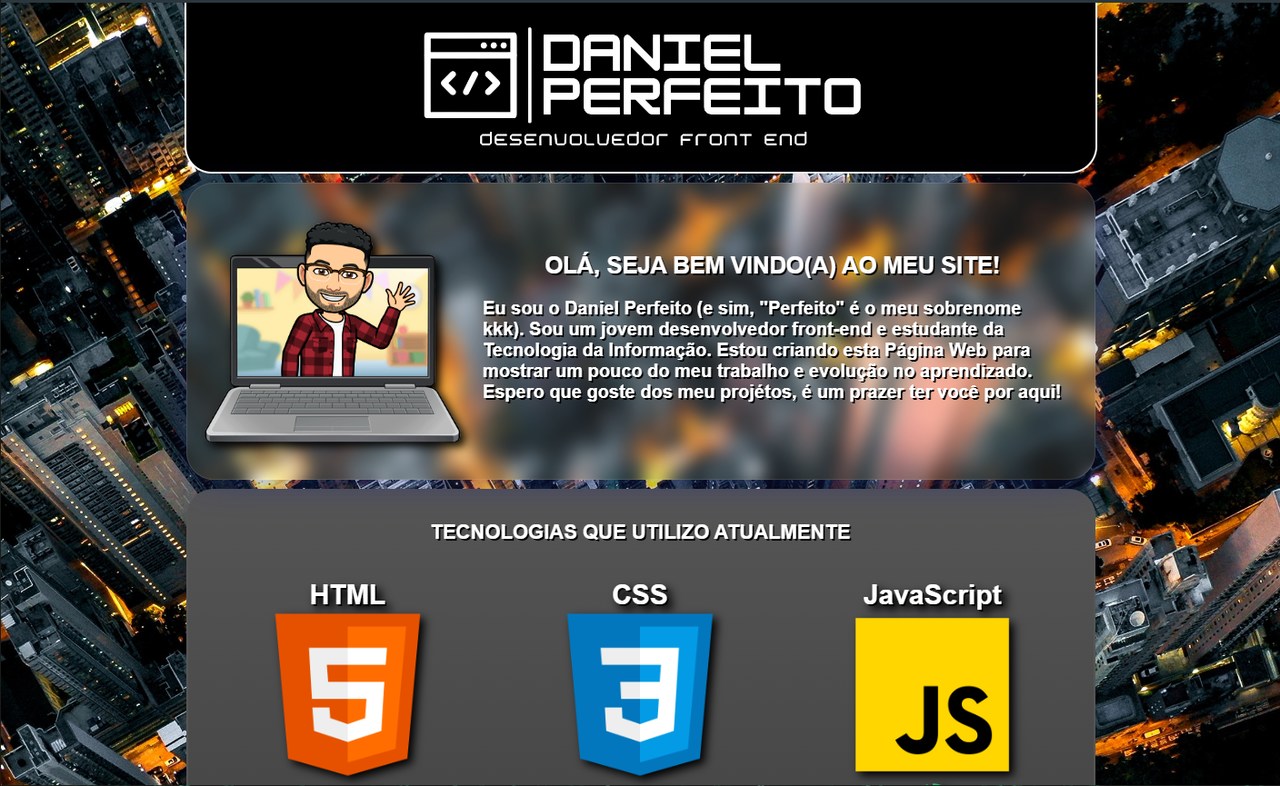 DANIEL
PERFEITO
desenvolvedor front end
OLÁ, SEJA BEM VINDO(A) AO MEU SITE!
Eu sou o Daniel Perfeito (e sim, "Perfeito" é o meu sobrenome
kkk). Sou um jovem desenvolvedor front-end e estudante da
Tecnologia da Informação. Estou criando esta Página Web para
mostrar um pouco do meu trabalho e evolução no aprendizado.
Espero que goste dos meu projétos, é um prazer ter você por aqui!
TECNOLOGIAS QUE UTILIZO ATUALMENTE
HTML
CSS
JavaScript
5
3
JS